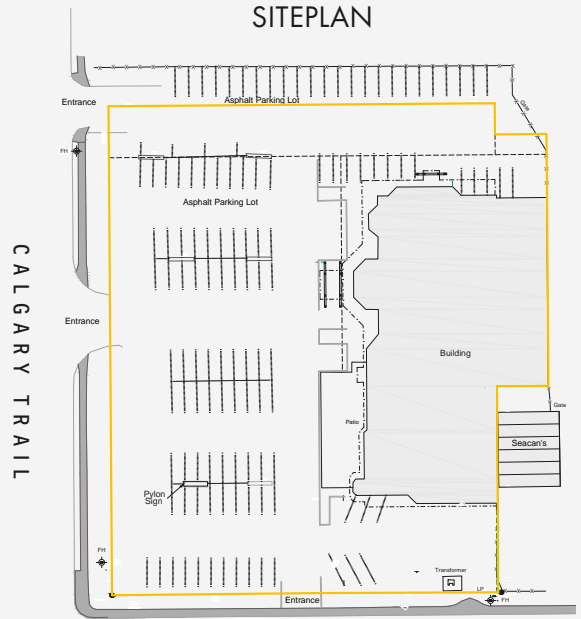 SITEPLAN
Entrance
Asphalt Parking Lot
Gate
FH
Asphalt Parking Lot
CALGARY TRAIL
Entrance
Building
Gate
Patio
Seacan's
Pylon
Sign
FH
Transformer
LP
Entrance
FH